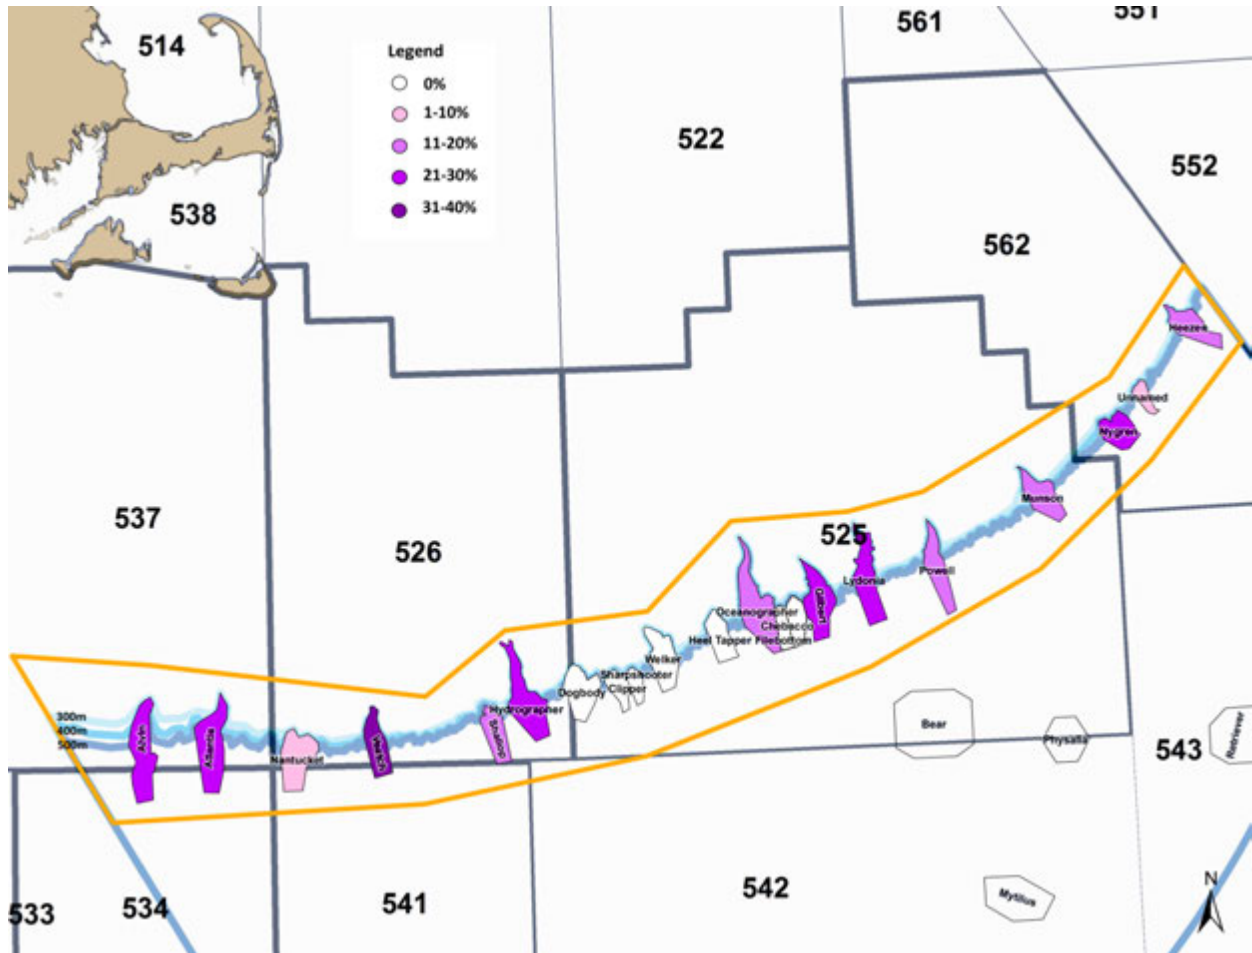 514
561
551
Legend
0%
1-10%
11-20%
21-30%
31-40%
522
552
538
562
Heezen
Unnamed
Nygren
Munson
537
526
525
Powell
Lydonia
Gilbert
Oceanographer
Chebacco
Heel Tapper
Filebottom
Welker
Sharpshooter
Clipper
Dogbody
Hydrographer
Shallop
300m
400m
500m
Alvin
Atlantis
Nantucket
Veatch
Bear
Physalia
Retriever
543
533
534
541
542
Mytilus
N